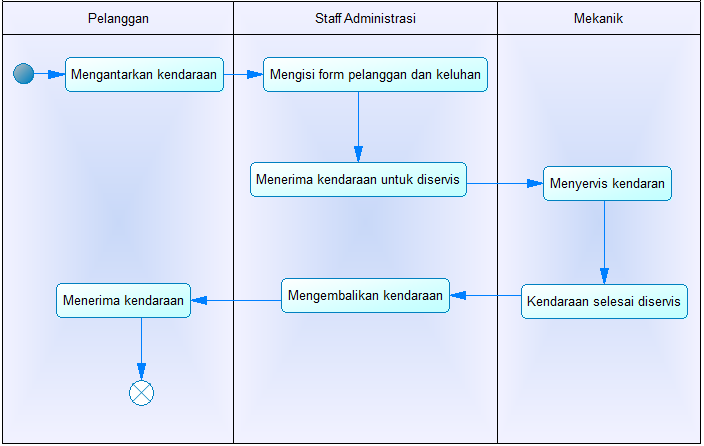 Pelanggan
Staff Administrasi
Mekanik
Mengantarkan kendaraan
Mengisi form pelanggan dan keluhan
Menerima kendaraan untuk diservis
Menyervis kendaran
Kendaraan selesai diservis
Mengembalikan kendaraan
Menerima kendaraan